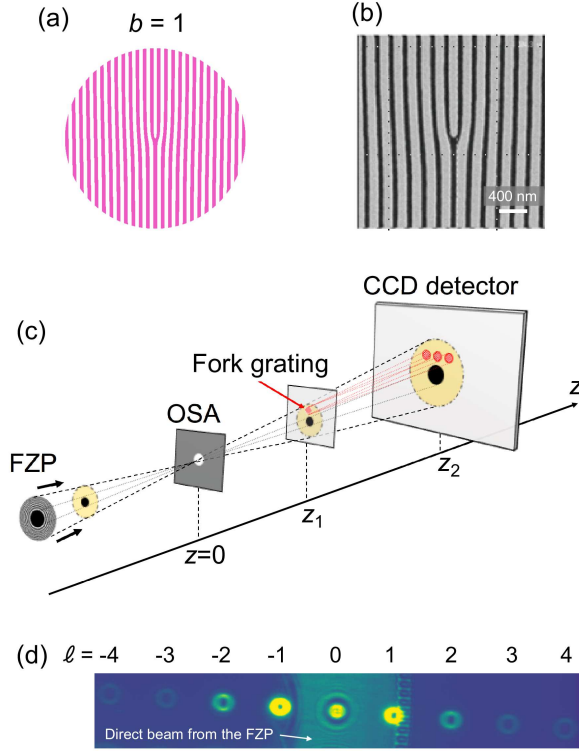 (a)
b = 1
(b)
400 nm
(c)
CCD detector
Fork grating
OSA
FZP
z
z2
z1
z=0
(d)
ℓ = -4 -3 -2 -1 0 1 2 3 4
Direct beam from the FZP